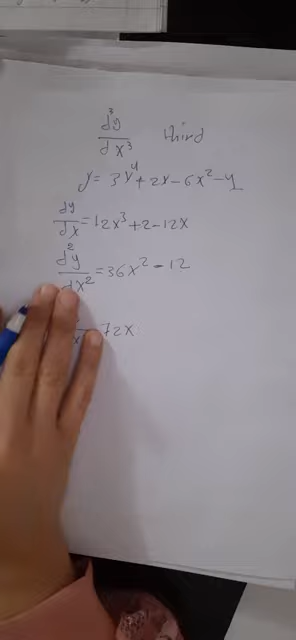 d³y/dx³ third
y = 3x⁴ + 2x - 6x² - 4
dy/dx = 12x³ + 2 - 12x
d²y/dx² = 36x² - 12
72x